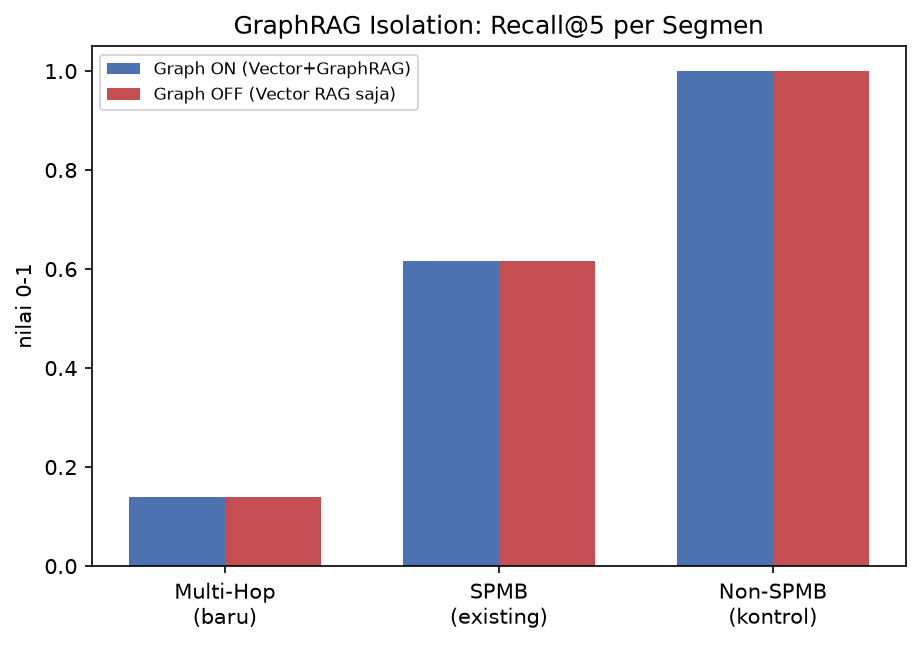 GraphRAG Isolation: Recall@5 per Segmen
Graph ON (Vector+GraphRAG)
Graph OFF (Vector RAG saja)
nilai 0-1
1.0
0.8
0.6
0.4
0.2
0.0
Multi-Hop
(baru)
SPMB
(existing)
Non-SPMB
(kontrol)